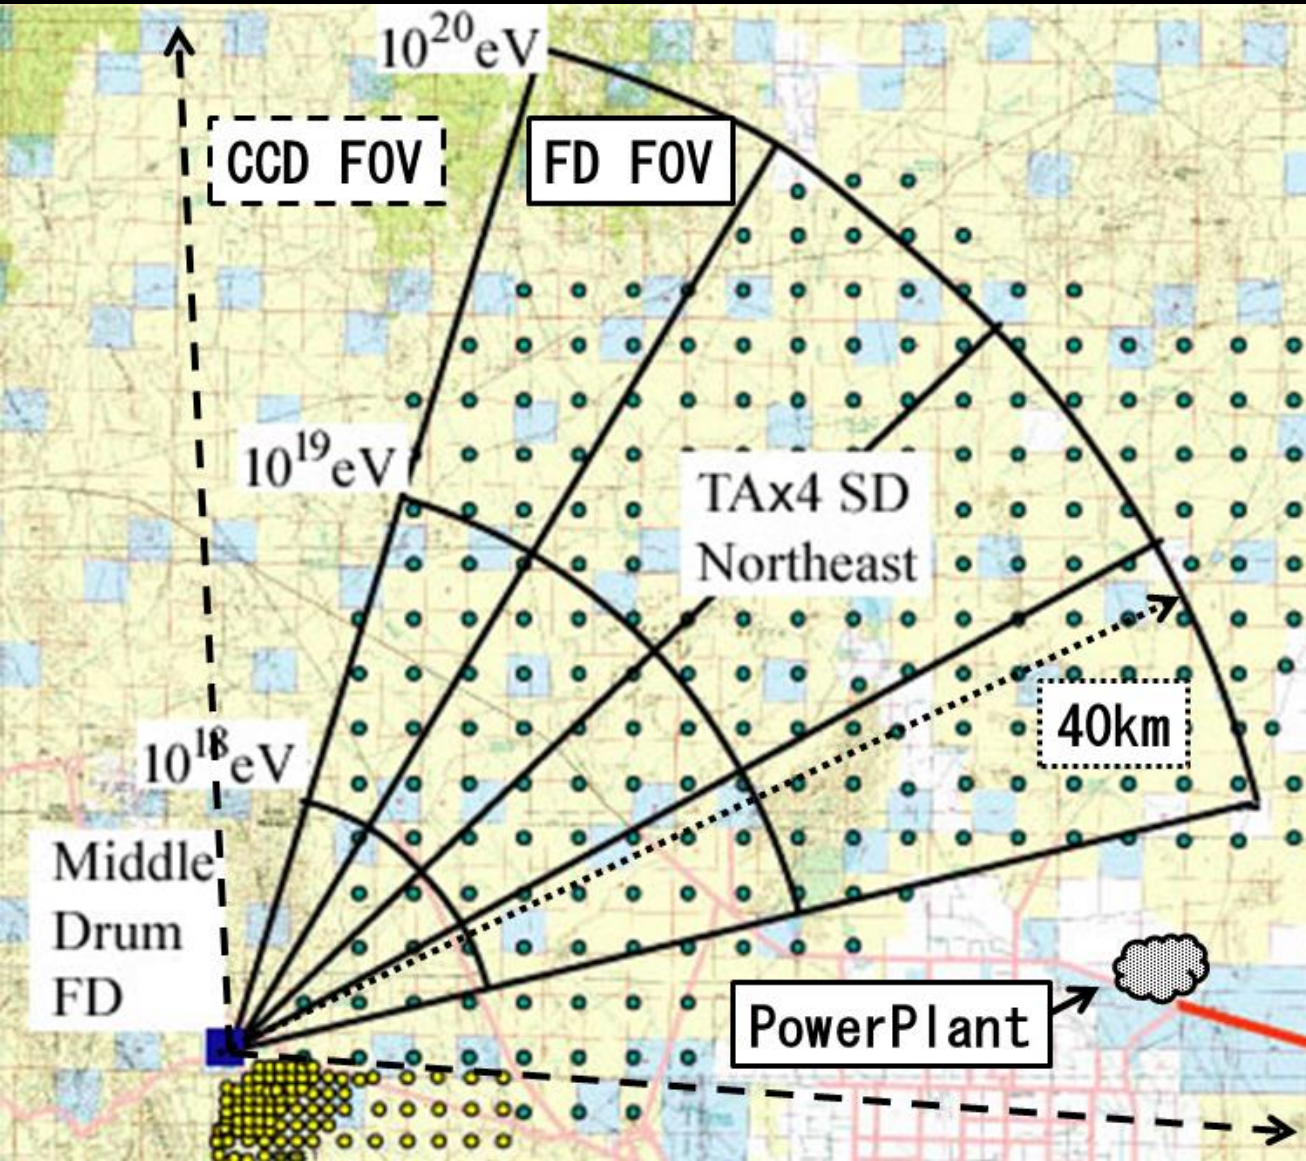 10²⁰eV
CCD FOV
FD FOV
10¹⁹eV
TAx4 SD
Northeast
40km
10¹⁸eV
Middle
Drum
FD
PowerPlant